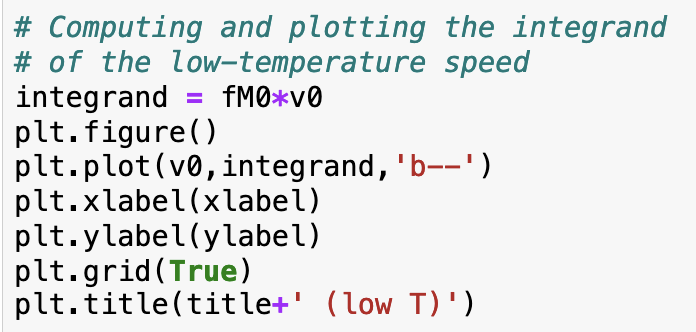 # Computing and plotting the integrand
# of the low-temperature speed
integrand = fM0*v0
plt.figure()
plt.plot(v0,integrand,'b--')
plt.xlabel(xlabel)
plt.ylabel(ylabel)
plt.grid(True)
plt.title(title+' (low T)')